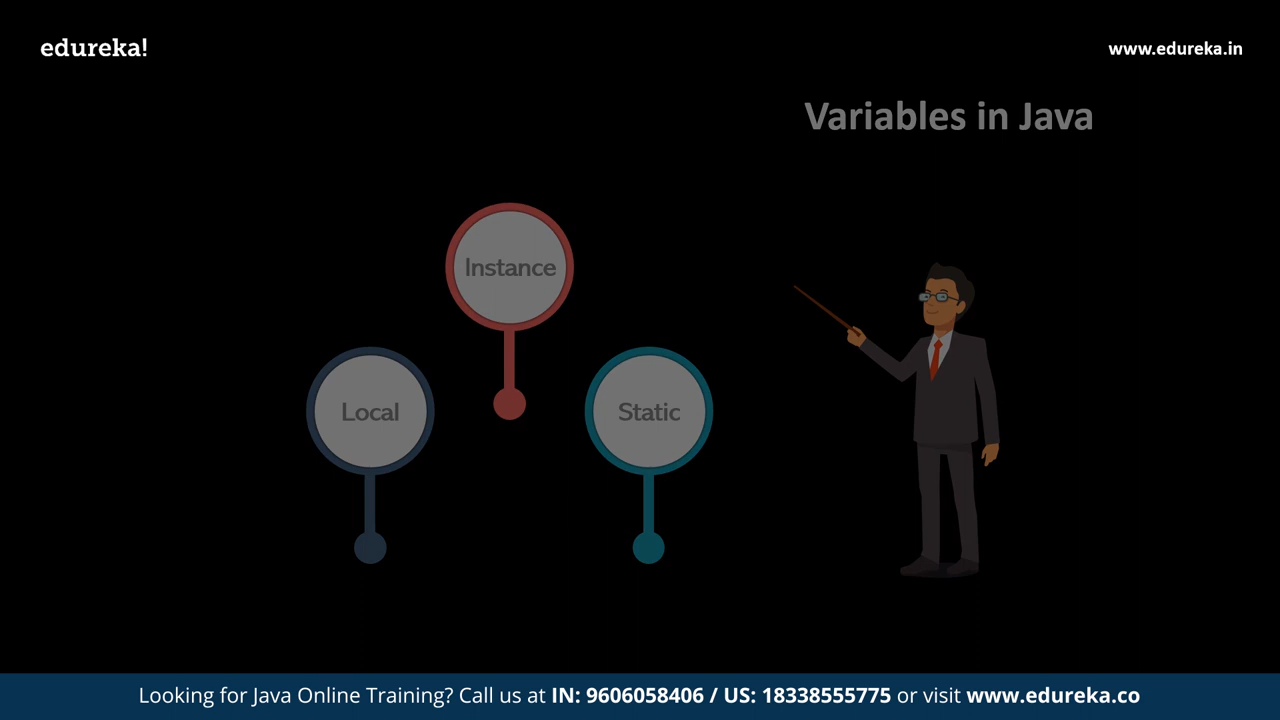 edureka!
www.edureka.in
Variables in Java
Instance
Local
Static
Looking for Java Online Training? Call us at IN: 9606058406 / US: 18338555775 or visit www.edureka.co